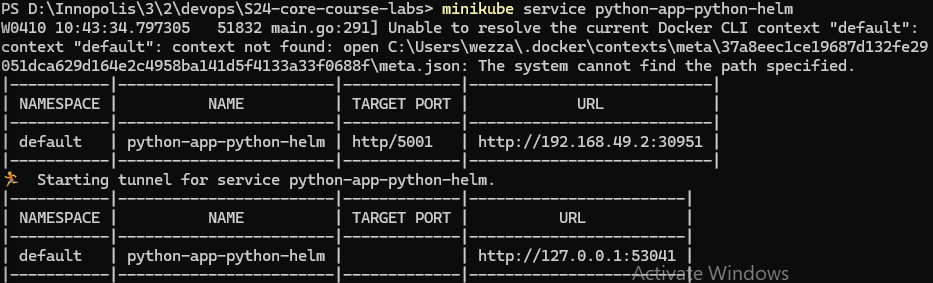 PS D:\Innopolis\3\2\devops\S24-core-course-labs> minikube service python-app-python-helm
W0410 10:43:34.797305   51832 main.go:291] Unable to resolve the current Docker CLI context "default":
context "default": context not found: open C:\Users\wezza\.docker\contexts\meta\37a8eec1ce19687d132fe29
051dca629d164e2c4958ba141d5f4133a33f0688f\meta.json: The system cannot find the path specified.
|-----------|------------------------|-------------|---------------------------|
| NAMESPACE |          NAME          | TARGET PORT |            URL            |
|-----------|------------------------|-------------|---------------------------|
| default   | python-app-python-helm | http/5001   | http://192.168.49.2:30951 |
|-----------|------------------------|-------------|---------------------------|
🏃  Starting tunnel for service python-app-python-helm.
|-----------|------------------------|-------------|------------------------|
| NAMESPACE |          NAME          | TARGET PORT |          URL           |
|-----------|------------------------|-------------|------------------------|
| default   | python-app-python-helm |             | http://127.0.0.1:53041 |
|-----------|------------------------|-------------|------------------------|
Activate Windows